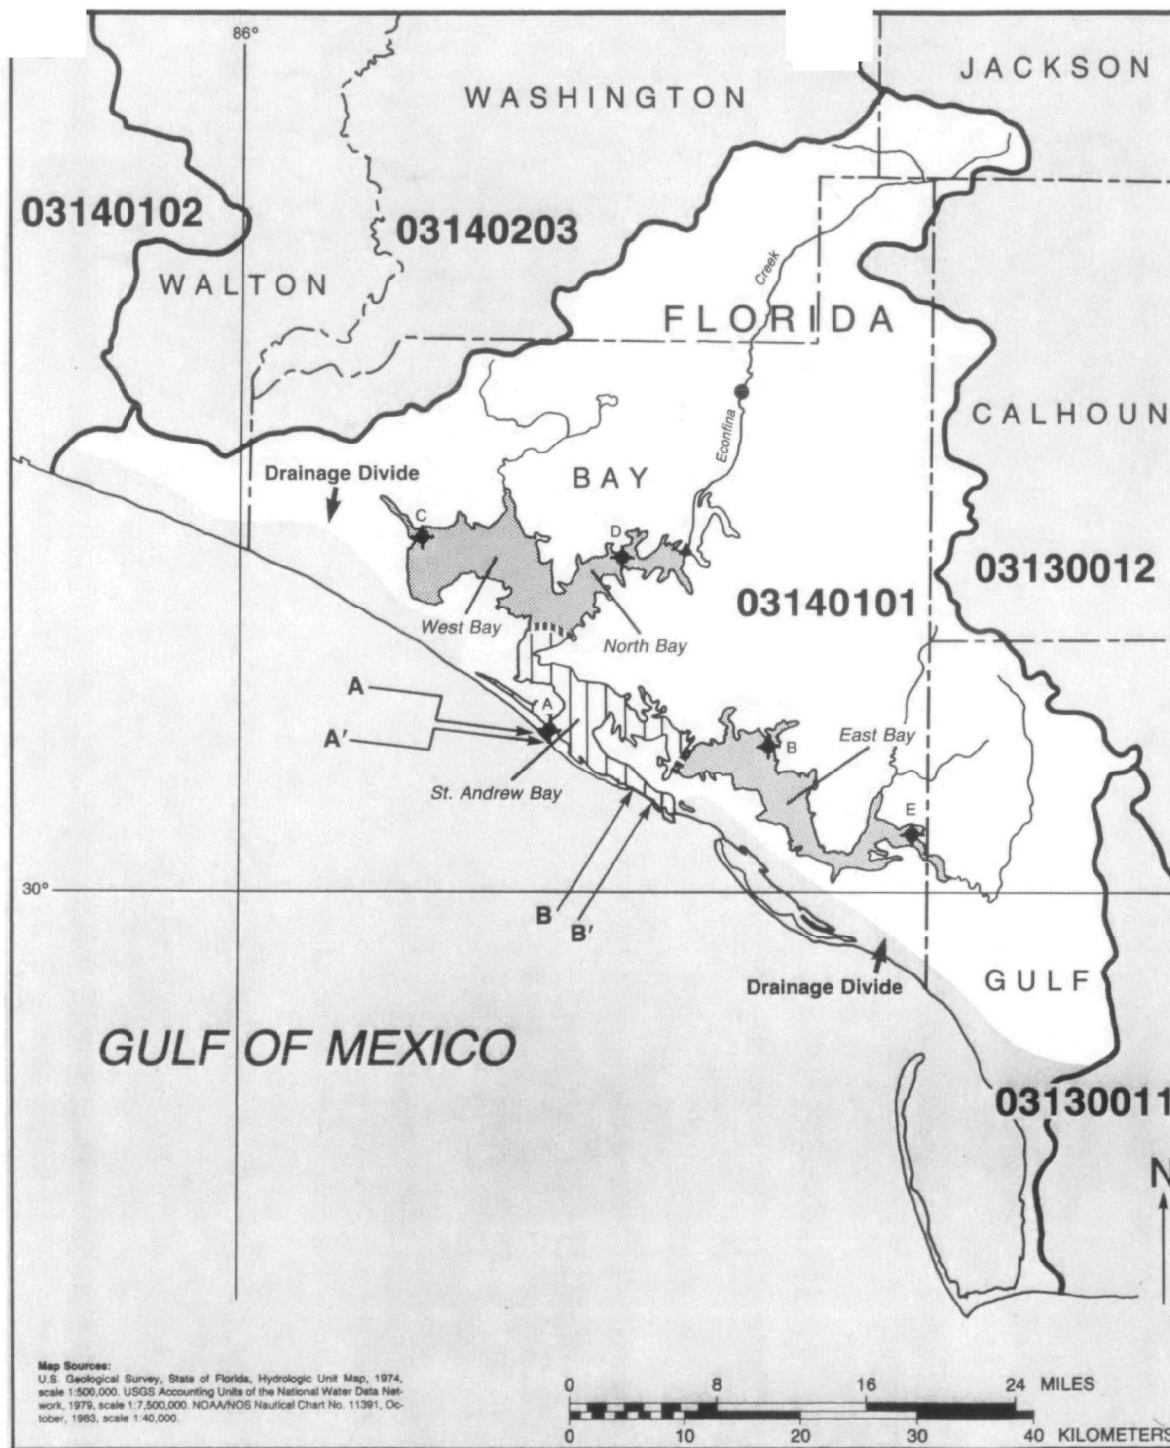 86°
JACKSON
WASHINGTON
03140102
03140203
WALTON
Creek
FLORIDA
CALHOUN
Drainage Divide
Econfina
BAY
C
D
03130012
03140101
West Bay
North Bay
A
A
A'
B
East Bay
St. Andrew Bay
E
30°
B
B'
Drainage Divide
GULF
GULF OF MEXICO
03130011
N
Map Sources:
U.S. Geological Survey, State of Florida, Hydrologic Unit Map, 1974,
scale 1:500,000. USGS Accounting Units of the National Water Data Net-
work, 1979, scale 1:7,500,000. NOAA/NOS Nautical Chart No. 11391, Oc-
tober, 1983, scale 1:40,000.
0 8 16 24 MILES
0 10 20 30 40 KILOMETERS